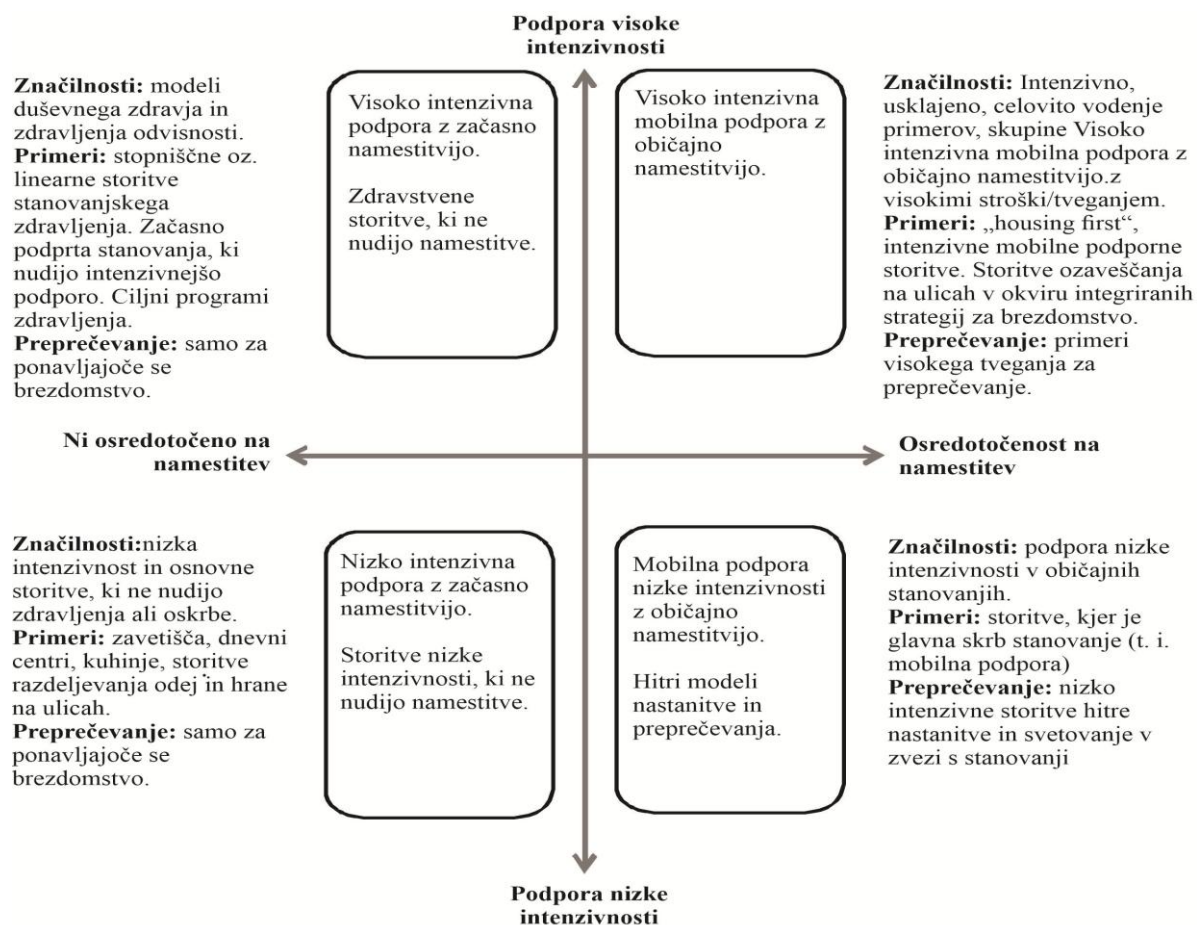 Podpora visoke
intenzivnosti
Značilnosti: modeli
duševnega zdravja in
zdravljenja odvisnosti.
Primeri: stopniščne oz.
linearne storitve
stanovanjskega
zdravljenja. Začasno
podprta stanovanja, ki
nudijo intenzivnejšo
podporo. Ciljni programi
zdravljenja.
Preprečevanje: samo za
ponavljajoče se
brezdomstvo.
Visoko intenzivna
podpora z začasno
namestitvijo.
Zdravstvene
storitve, ki ne
nudijo namestitve.
Visoko intenzivna
mobilna podpora z
običajno
namestitvijo.
Značilnosti: Intenzivno,
usklajeno, celovito vodenje
primerov, skupine Visoko
intenzivna mobilna podpora z
običajno namestitvijo.z
visokimi stroški/tveganjem.
Primeri: „housing first“,
intenzivne mobilne podporne
storitve. Storitve ozaveščanja
na ulicah v okviru integriranih
strategij za brezdomstvo.
Preprečevanje: primeri
visokega tveganja za
preprečevanje.
Ni osredotočeno na
namestitev
Osredotočenost na
namestitev
Značilnosti:nizka
intenzivnost in osnovne
storitve, ki ne nudijo
zdravljenja ali oskrbe.
Primeri: zavetišča, dnevni
centri, kuhinje, storitve
razdeljevanja odej in hrane
na ulicah.
Preprečevanje: samo za
ponavljajoče se
brezdomstvo.
Nizko intenzivna
podpora z začasno
namestitvijo.
Storitve nizke
intenzivnosti, ki ne
nudijo namestitve.
Mobilna podpora
nizke intenzivnosti
z običajno
namestitvijo.
Hitri modeli
nastanitve in
preprečevanja.
Značilnosti: podpora nizke
intenzivnosti v običajnih
stanovanjih.
Primeri: storitve, kjer je
glavna skrb stanovanje (t. i.
mobilna podpora)
Preprečevanje: nizko
intenzivne storitve hitre
nastanitve in svetovanje v
zvezi s stanovanji
Podpora nizke
intenzivnosti